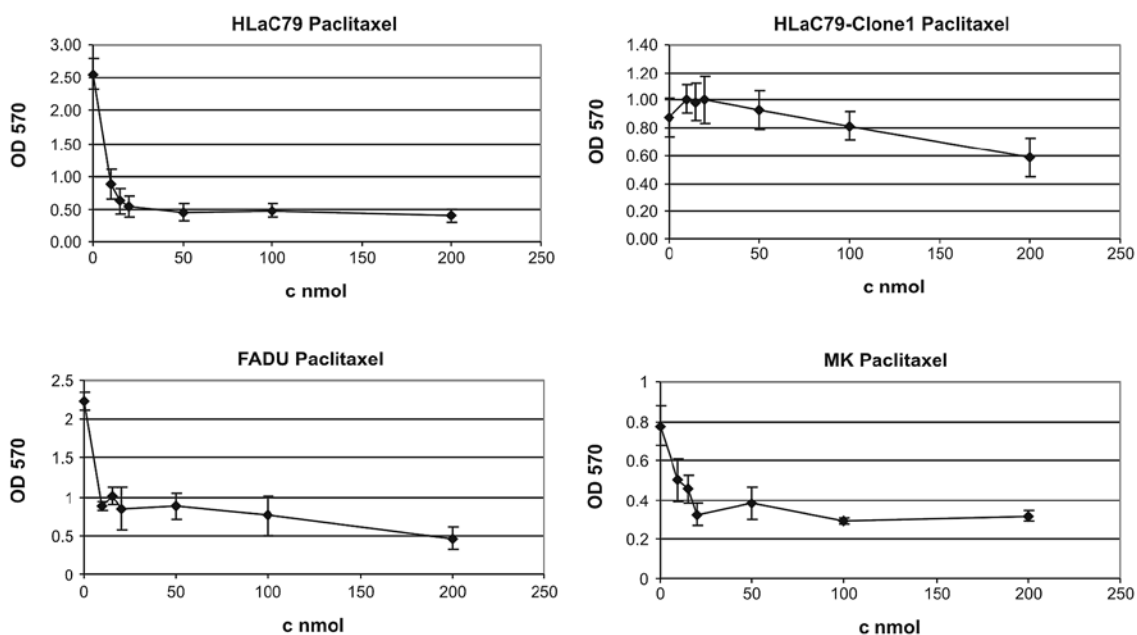 HLaC79 Paclitaxel
3.00
2.50
2.00
1.50
1.00
0.50
0.00
OD 570
0 50 100 150 200 250
c nmol
HLaC79-Clone1 Paclitaxel
1.40
1.20
1.00
0.80
0.60
0.40
0.20
0.00
OD 570
0 50 100 150 200 250
c nmol
FADU Paclitaxel
2.5
2
1.5
1
0.5
0
OD 570
0 50 100 150 200 250
c nmol
MK Paclitaxel
1
0.8
0.6
0.4
0.2
0
OD 570
0 50 100 150 200 250
c nmol